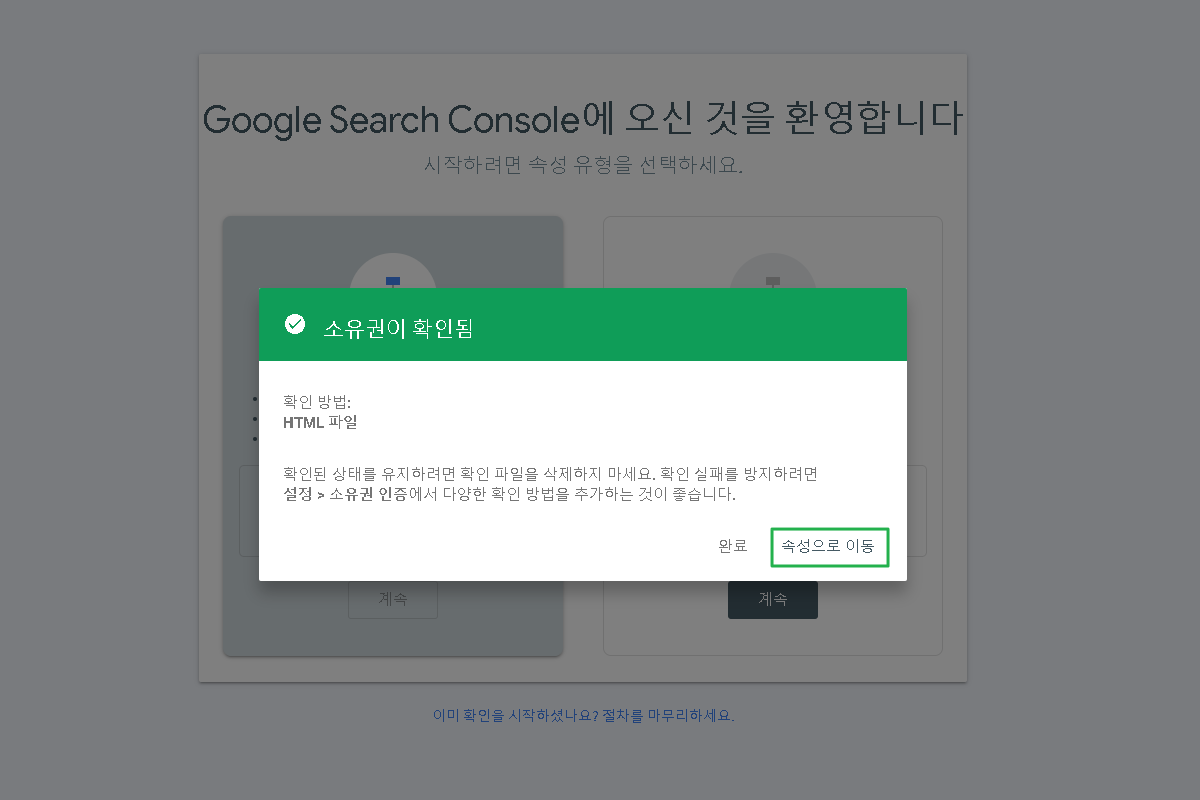 Google Search Console에 오신 것을 환영합니다
시작하려면 속성 유형을 선택하세요.
소유권이 확인됨
확인 방법:
HTML 파일
확인된 상태를 유지하려면 확인 파일을 삭제하지 마세요. 확인 실패를 방지하려면
설정 > 소유권 인증에서 다양한 확인 방법을 추가하는 것이 좋습니다.
완료
속성으로 이동
계속
계속
이미 확인을 시작하셨나요? 절차를 마무리하세요.